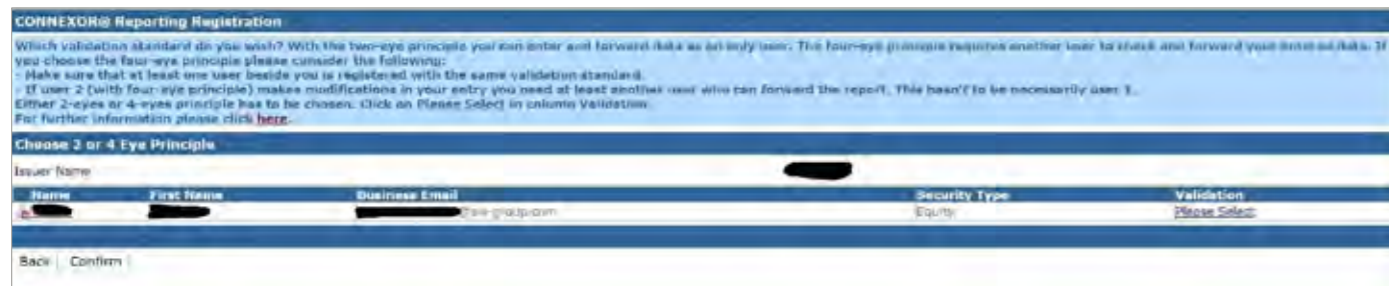 CONNEXOR® Reporting Registration
Which validation standard do you wish? With the two-eye principle you can enter and forward data as an only user. The four-eye principle requires another user to check and forward your entered data. If
you choose the four-eye principle please consider the following:
- Make sure that at least one user beside you is registered with the same validation standard.
- If user 2 (with four-eye principle) makes modifications in your entry you need at least another user who can forward the report. This hasn't to be necessarily user 1.
Either 2-eyes or 4-eyes principle has to be chosen. Click on Please Select in column Validation.
For further information please click here.
Choose 2 or 4 Eye Principle
Issuer Name
Name First Name Business Email Security Type Validation
Equity Please Select
Back | Confirm |